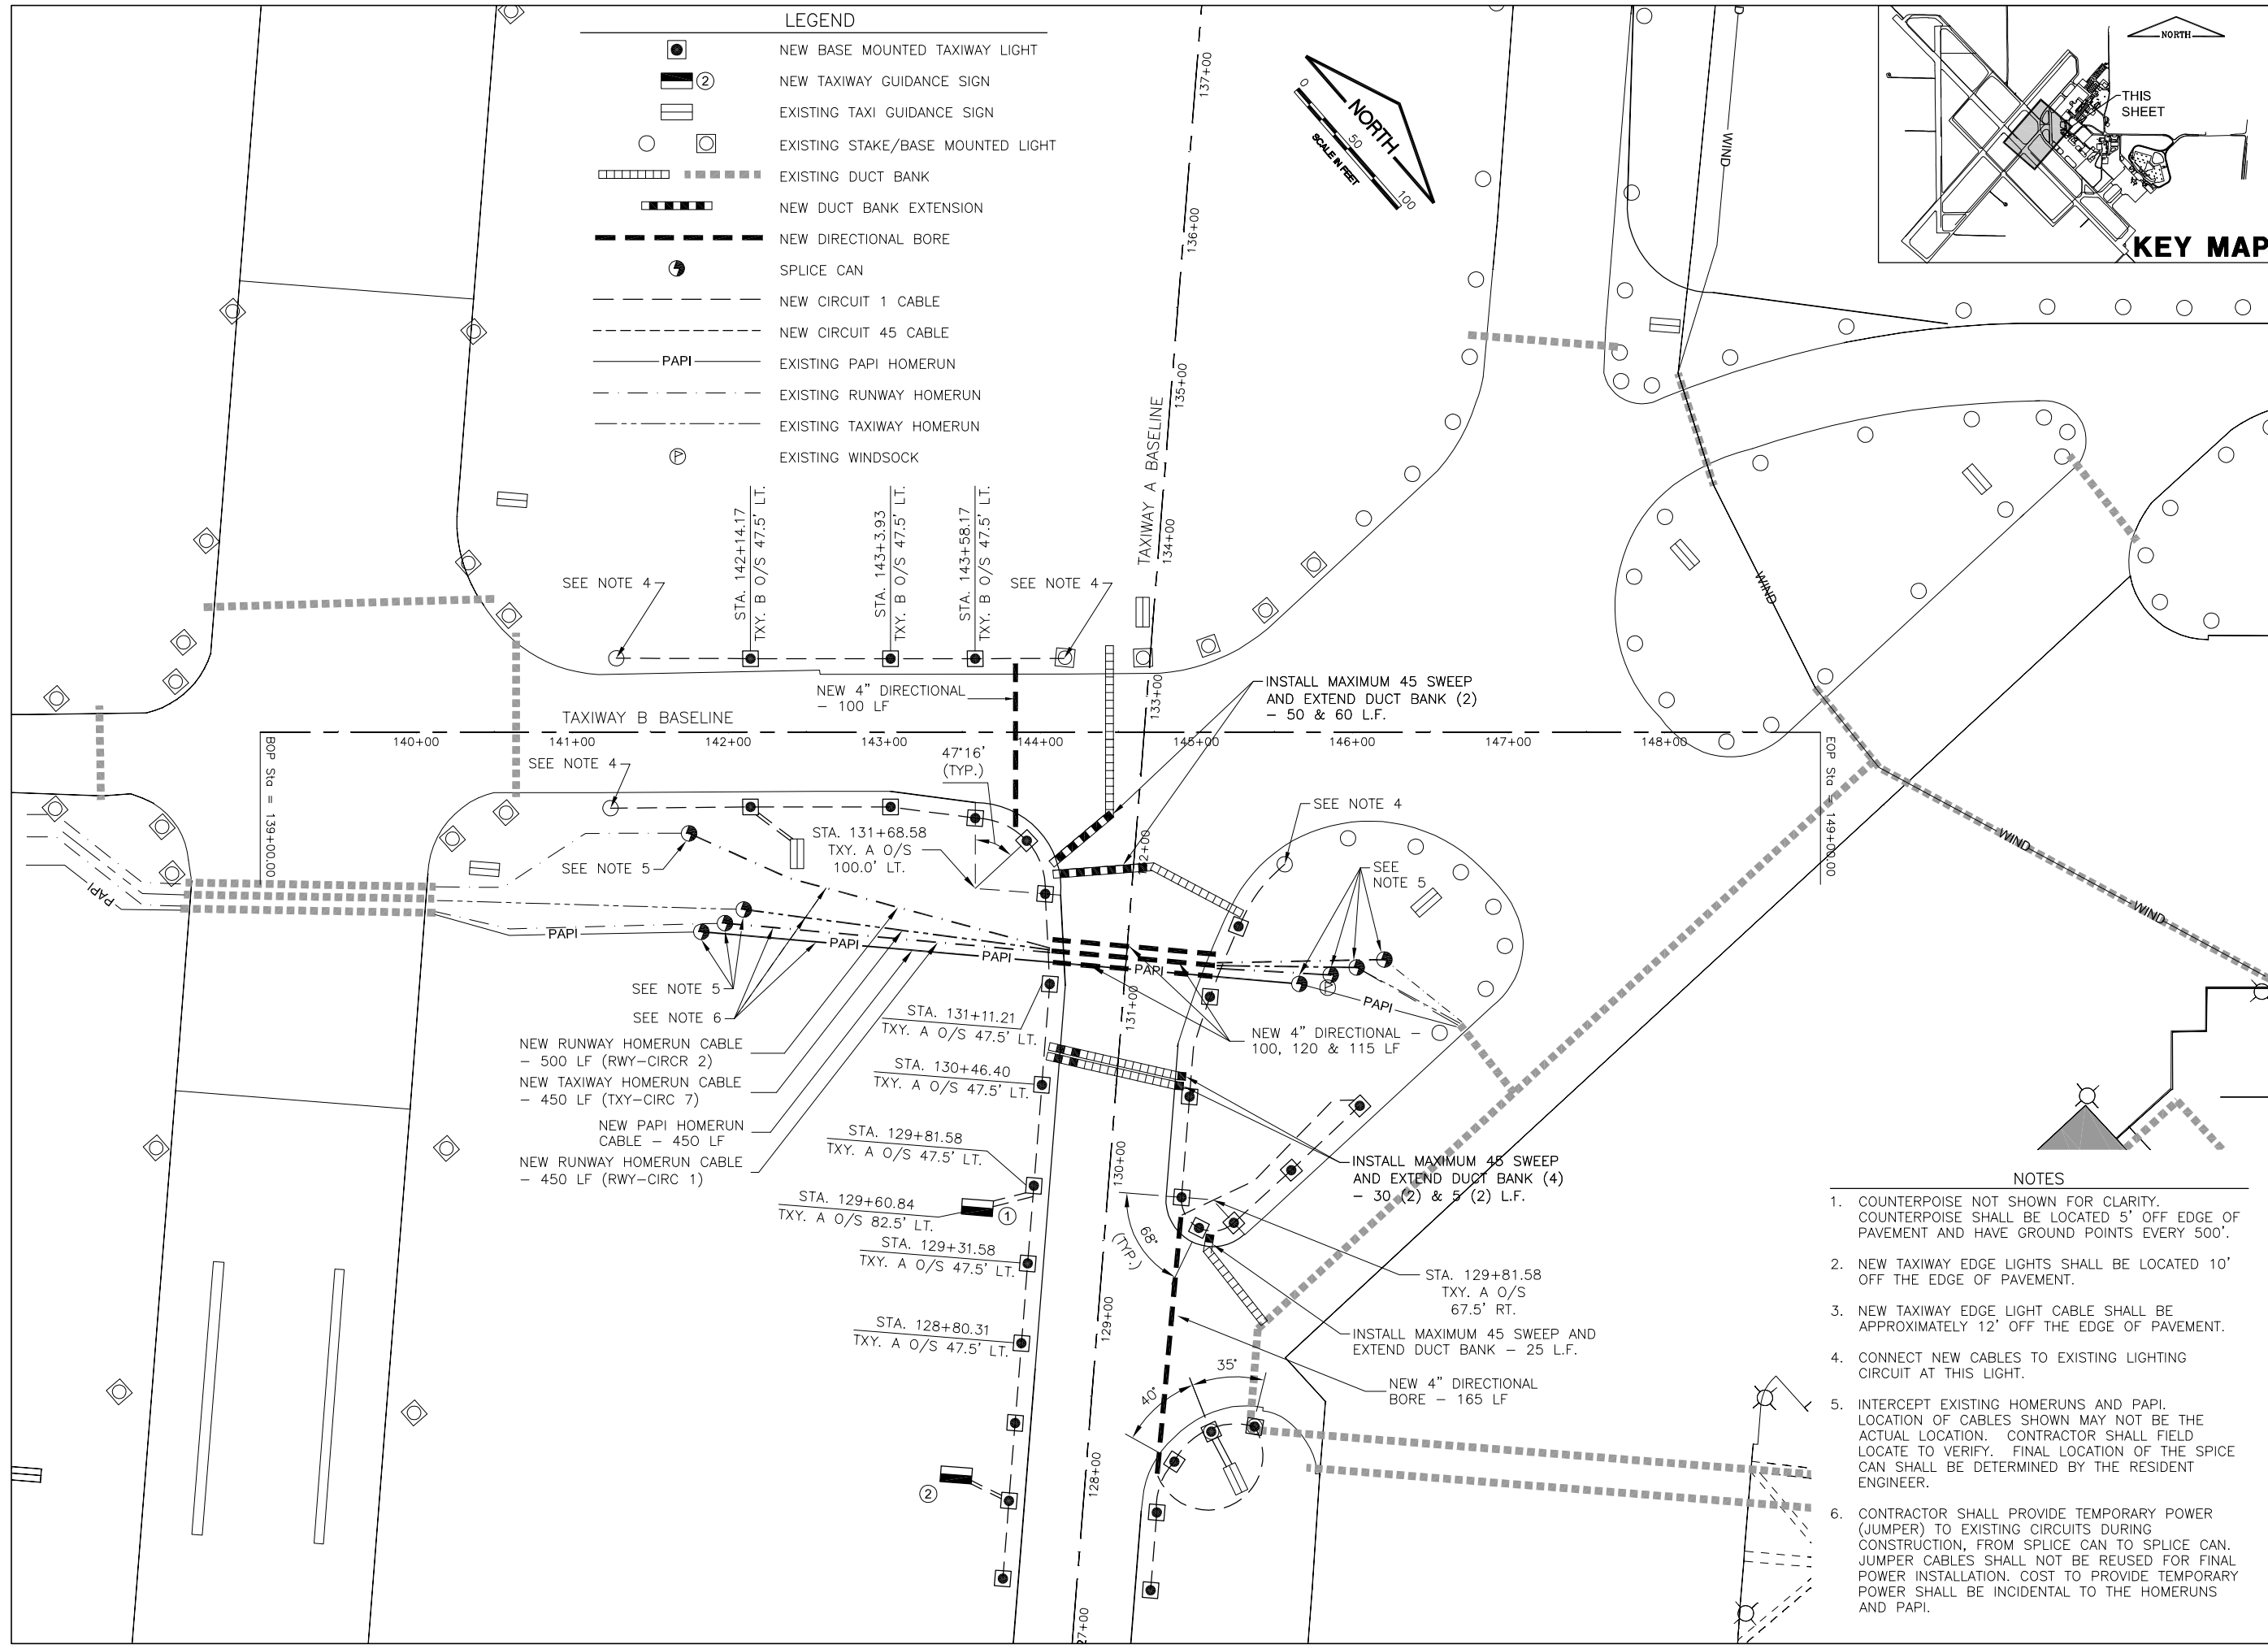 LEGEND
NEW BASE MOUNTED TAXIWAY LIGHT
② NEW TAXIWAY GUIDANCE SIGN
EXISTING TAXI GUIDANCE SIGN
EXISTING STAKE/BASE MOUNTED LIGHT
EXISTING DUCT BANK
NEW DUCT BANK EXTENSION
NEW DIRECTIONAL BORE
SPLICE CAN
NEW CIRCUIT 1 CABLE
NEW CIRCUIT 45 CABLE
PAPI EXISTING PAPI HOMERUN
EXISTING RUNWAY HOMERUN
EXISTING TAXIWAY HOMERUN
P EXISTING WINDSOCK
NORTH
0 50 100
SCALE IN FEET
NORTH
THIS
SHEET
KEY MAP
137+00
136+00
135+00
134+00
133+00
2+00
131+00
130+00
129+00
128+00
27+00
TAXIWAY A BASELINE
WIND
WIND
WIND
WIND
STA. 142+14.17
TXY. B O/S 47.5' LT.
STA. 143+3.93
TXY. B O/S 47.5' LT.
STA. 143+58.17
TXY. B O/S 47.5' LT.
SEE NOTE 4
SEE NOTE 4
NEW 4" DIRECTIONAL
– 100 LF
INSTALL MAXIMUM 45 SWEEP
AND EXTEND DUCT BANK (2)
– 50 & 60 L.F.
TAXIWAY B BASELINE
140+00 141+00 142+00 143+00 144+00 145+00 146+00 147+00 148+00
BOP Sta = 139+00.00
EOP Sta = 149+00.00
SEE NOTE 4
47°16'
(TYP.)
SEE NOTE 4
STA. 131+68.58
TXY. A O/S
100.0' LT.
SEE NOTE 5
SEE
NOTE 5
PAPI
PAPI
PAPI
PAPI
PAPI
PAPI
P
SEE NOTE 5
SEE NOTE 6
STA. 131+11.21
TXY. A O/S 47.5' LT.
NEW 4" DIRECTIONAL –
100, 120 & 115 LF
NEW RUNWAY HOMERUN CABLE
– 500 LF (RWY–CIRCR 2)
NEW TAXIWAY HOMERUN CABLE
– 450 LF (TXY–CIRC 7)
NEW PAPI HOMERUN
CABLE – 450 LF
NEW RUNWAY HOMERUN CABLE
– 450 LF (RWY–CIRC 1)
STA. 130+46.40
TXY. A O/S 47.5' LT.
STA. 129+81.58
TXY. A O/S 47.5' LT.
STA. 129+60.84
TXY. A O/S 82.5' LT.
①
STA. 129+31.58
TXY. A O/S 47.5' LT.
STA. 128+80.31
TXY. A O/S 47.5' LT.
②
INSTALL MAXIMUM 45 SWEEP
AND EXTEND DUCT BANK (4)
– 30 (2) & 5 (2) L.F.
68°
(TYP.)
STA. 129+81.58
TXY. A O/S
67.5' RT.
INSTALL MAXIMUM 45 SWEEP AND
EXTEND DUCT BANK – 25 L.F.
35°
40°
NEW 4" DIRECTIONAL
BORE – 165 LF
NOTES
1. COUNTERPOISE NOT SHOWN FOR CLARITY.
COUNTERPOISE SHALL BE LOCATED 5' OFF EDGE OF
PAVEMENT AND HAVE GROUND POINTS EVERY 500'.
2. NEW TAXIWAY EDGE LIGHTS SHALL BE LOCATED 10'
OFF THE EDGE OF PAVEMENT.
3. NEW TAXIWAY EDGE LIGHT CABLE SHALL BE
APPROXIMATELY 12' OFF THE EDGE OF PAVEMENT.
4. CONNECT NEW CABLES TO EXISTING LIGHTING
CIRCUIT AT THIS LIGHT.
5. INTERCEPT EXISTING HOMERUNS AND PAPI.
LOCATION OF CABLES SHOWN MAY NOT BE THE
ACTUAL LOCATION. CONTRACTOR SHALL FIELD
LOCATE TO VERIFY. FINAL LOCATION OF THE SPICE
CAN SHALL BE DETERMINED BY THE RESIDENT
ENGINEER.
6. CONTRACTOR SHALL PROVIDE TEMPORARY POWER
(JUMPER) TO EXISTING CIRCUITS DURING
CONSTRUCTION, FROM SPLICE CAN TO SPLICE CAN.
JUMPER CABLES SHALL NOT BE REUSED FOR FINAL
POWER INSTALLATION. COST TO PROVIDE TEMPORARY
POWER SHALL BE INCIDENTAL TO THE HOMERUNS
AND PAPI.